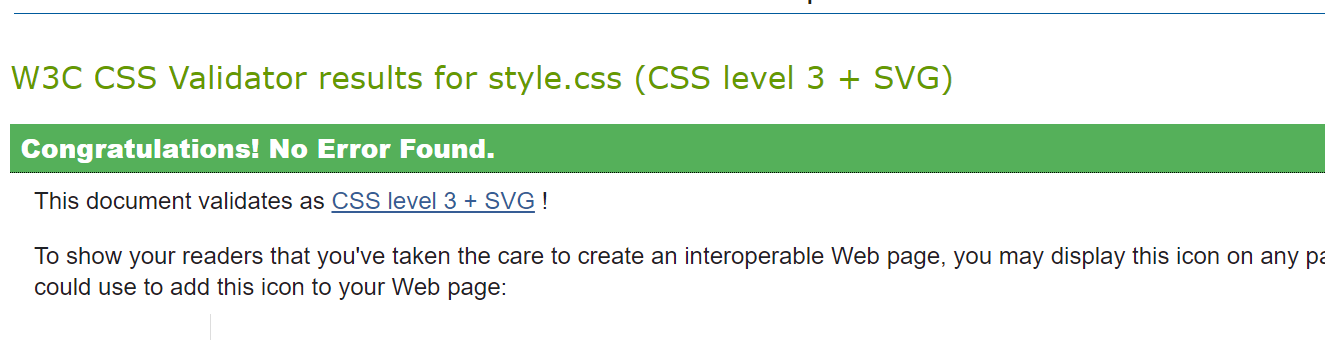 W3C CSS Validator results for style.css (CSS level 3 + SVG)
Congratulations! No Error Found.
This document validates as CSS level 3 + SVG !
To show your readers that you've taken the care to create an interoperable Web page, you may display this icon on any
could use to add this icon to your Web page: